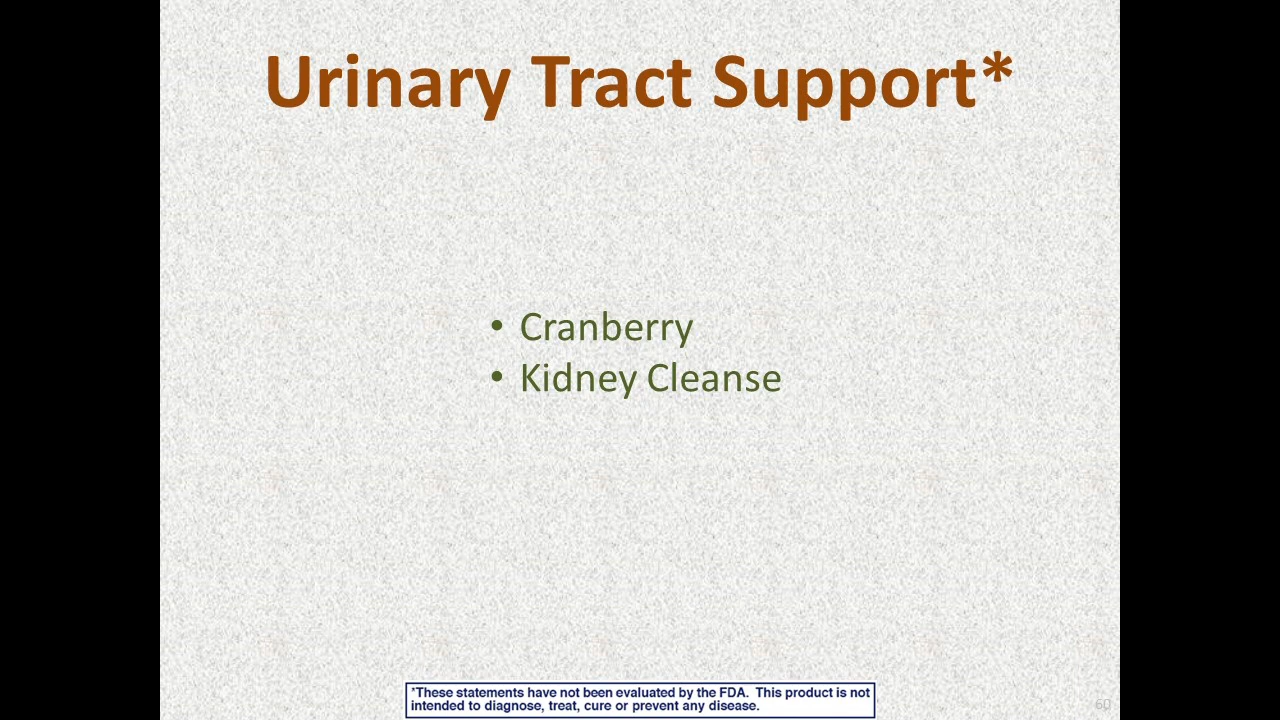 Urinary Tract Support*
• Cranberry
• Kidney Cleanse
*These statements have not been evaluated by the FDA. This product is not
intended to diagnose, treat, cure or prevent any disease.
60